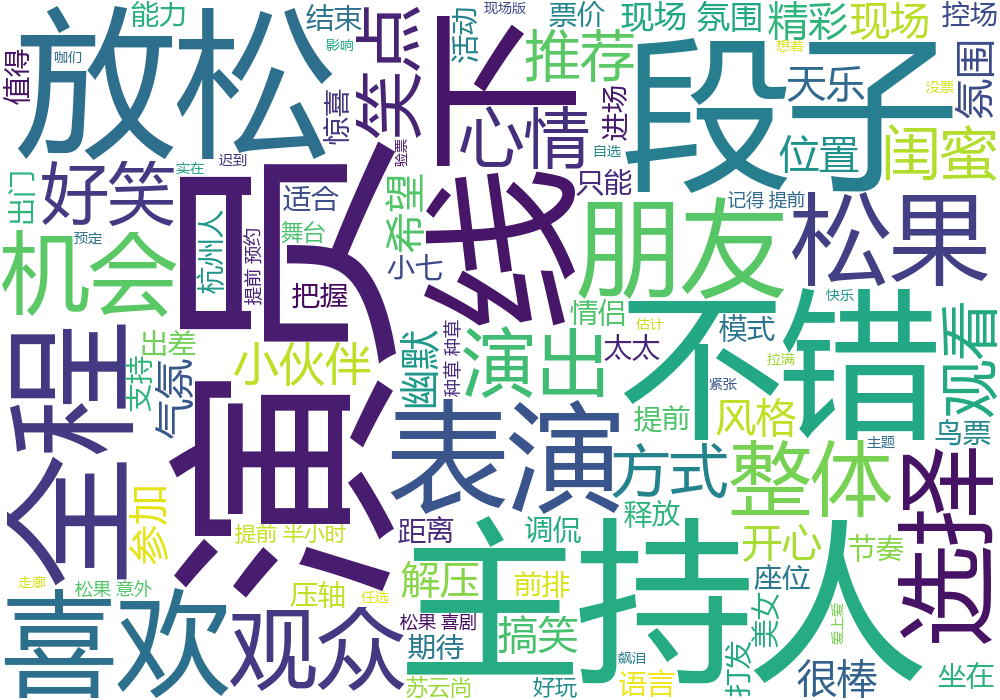 放松
能力
咖们
值得
结束
影响
笑点
活动
现场版
票价
推荐
现场
氛围
精彩
现场
控场
想着
段子
天乐
氛围
没票
惊喜
线下
心情
进场
自选
位置
闺蜜
验票
迟到
实在
出门
好笑
演员
适合
舞台
希望
只能
记得 提前
朋友
松果
机会
预定
杭州人
提前 预约
把握
小七
情侣
不错
快乐
估计
模式
观看
全程
支持
出差
气氛
小伙伴
幽默
种草 种草
演出
太太
拉满
紧张
提前
风格
鸟票
主题
表演
方式
整体
选择
参加
提前 半小时
距离
调侃
释放
开心
节奏
走廊
松果 意外
压轴
任选
解压
前排
主持人
座位
喜欢
观众
松果 喜剧
期待
搞笑
飙泪
打发
美女
爱上爱
苏云尚
好玩
语言
很棒
坐在